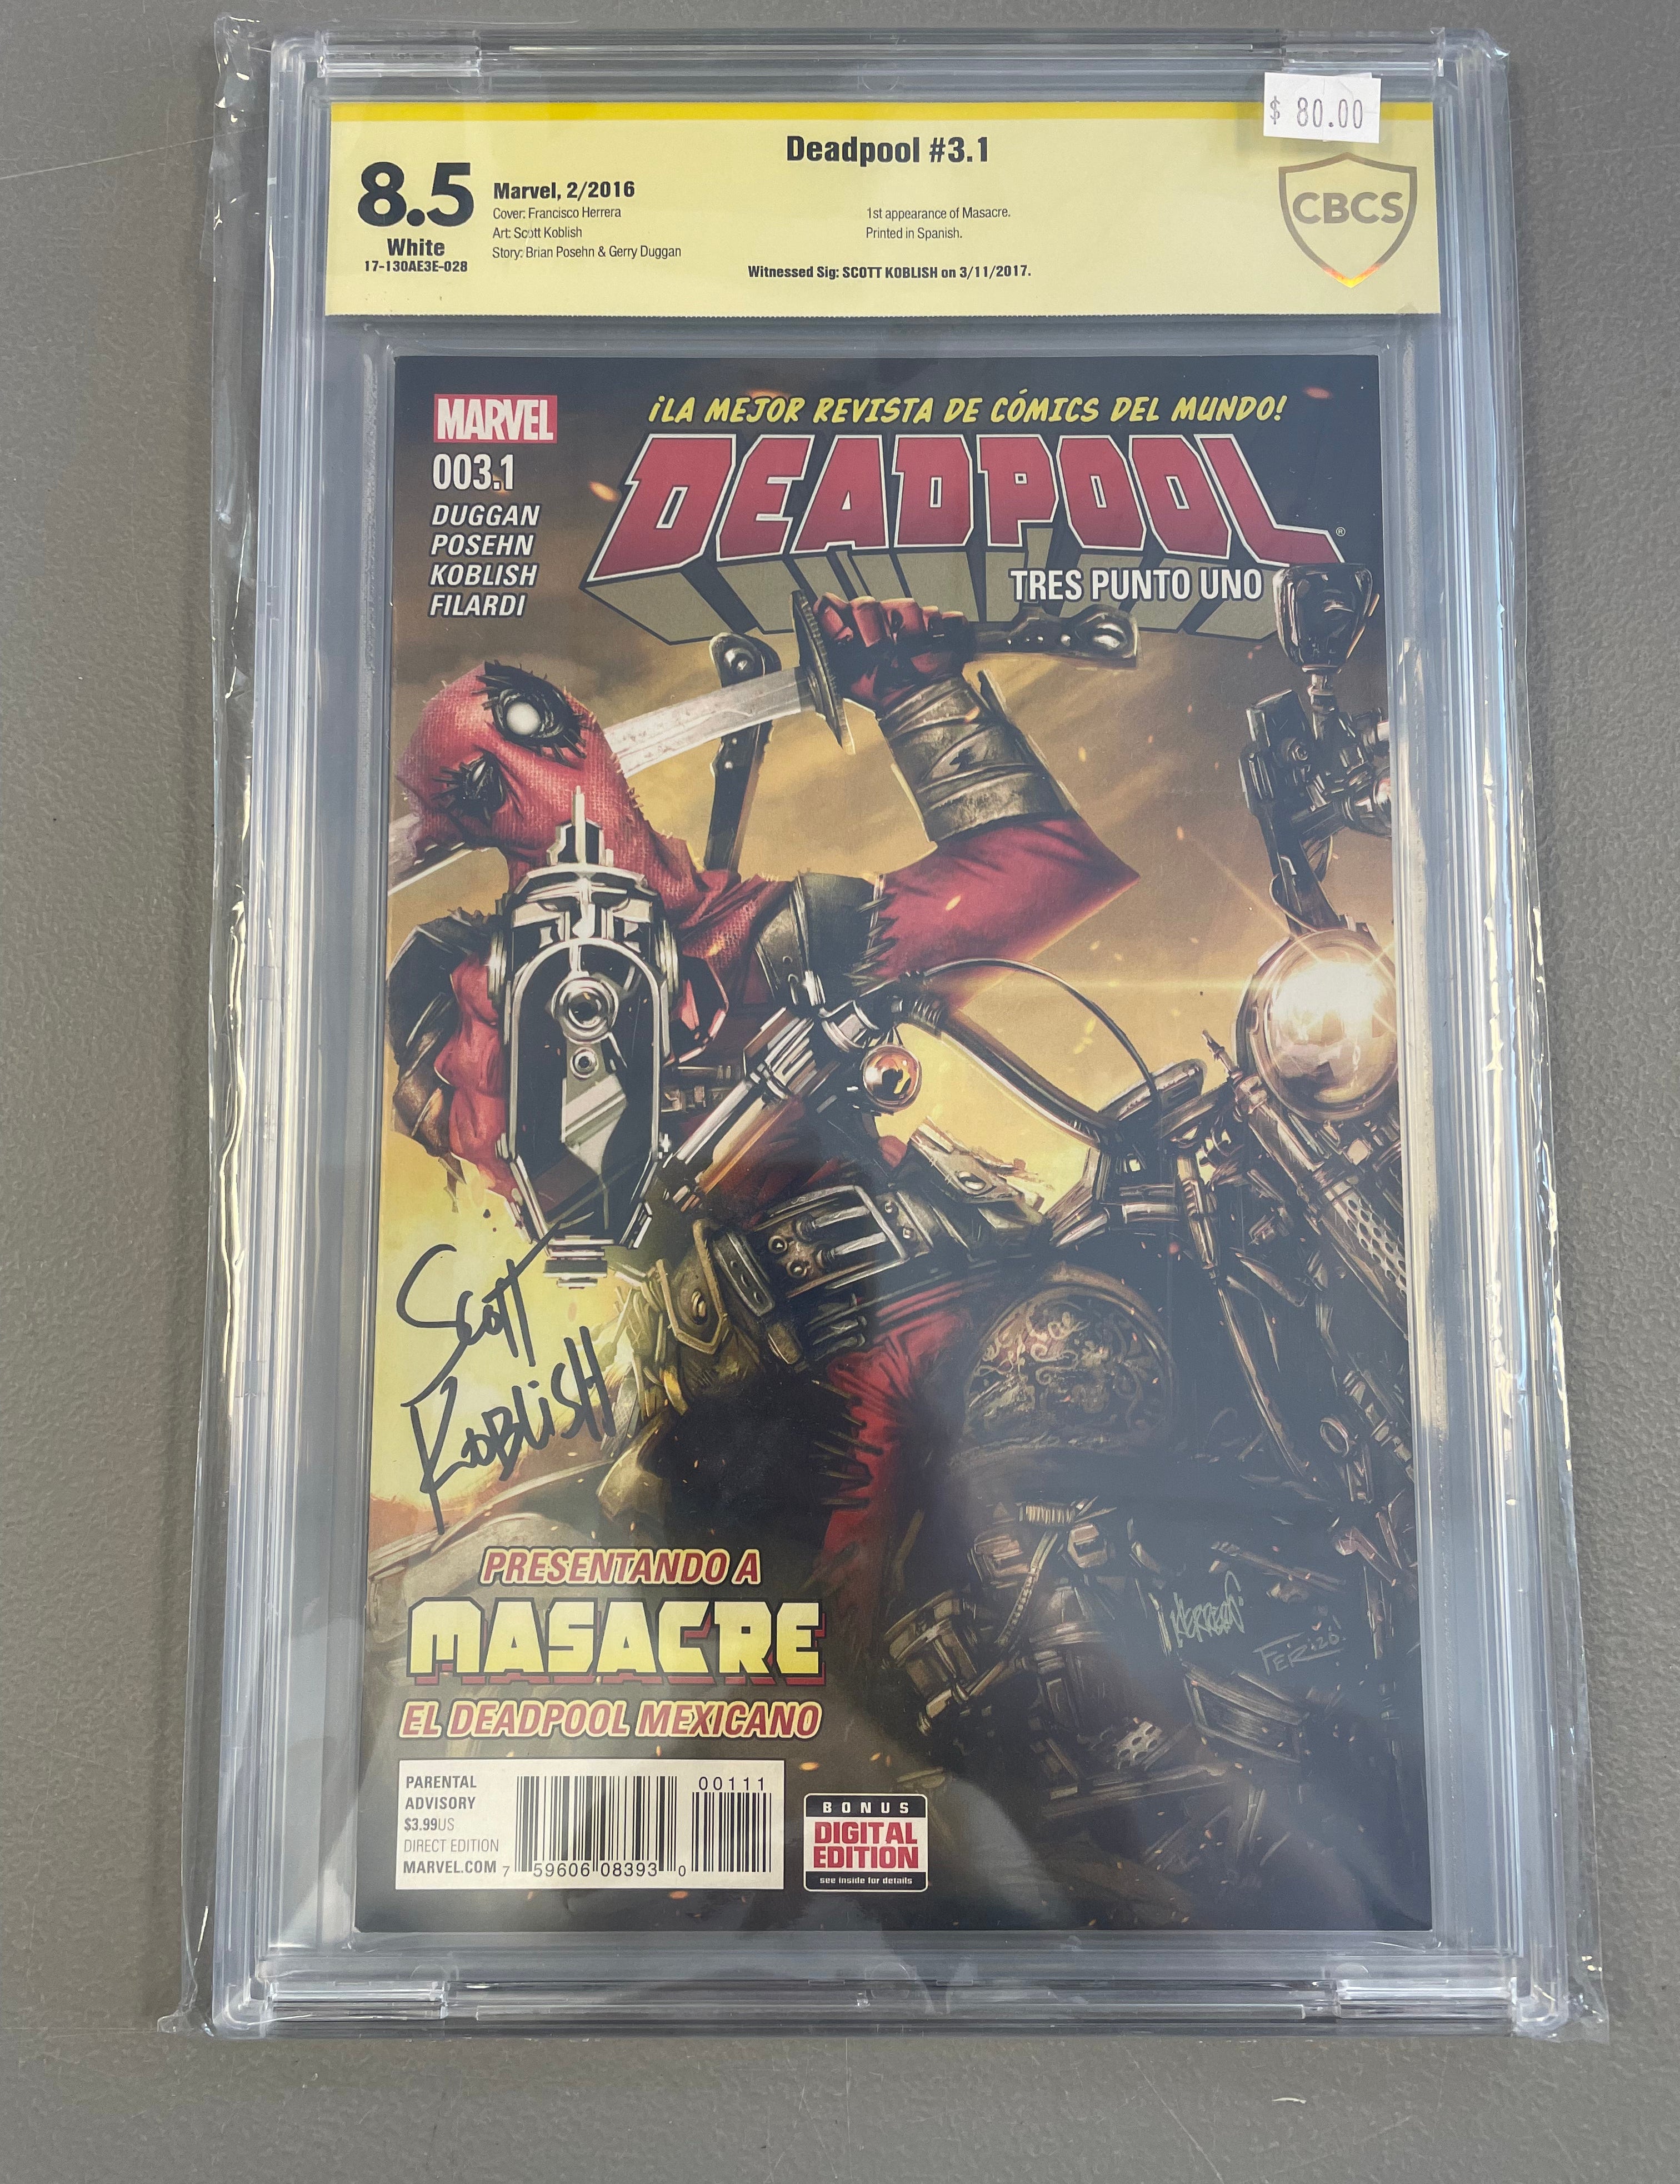 $ 80.00
Deadpool #3.1
8.5
White
17-130AE3E-028
Marvel, 2/2016
Cover: Francisco Herrera
Art: Scott Koblish
Story: Brian Posehn & Gerry Duggan
1st appearance of Masacre.
Printed in Spanish.
Witnessed Sig: SCOTT KOBLISH on 3/11/2017.
CBCS
MARVEL
003.1
DUGGAN
POSEHN
KOBLISH
FILARDI
¡LA MEJOR REVISTA DE CÓMICS DEL MUNDO!
DEADPOOL®
TRES PUNTO UNO
SCOTT
KOBLISH
HERRERA
PRESENTANDO A
MASACRE
EL DEADPOOL MEXICANO
PARENTAL
ADVISORY
$3.99US
DIRECT EDITION
MARVEL.COM
00111
7 59606 08393 0
BONUS
DIGITAL
EDITION
see inside for details